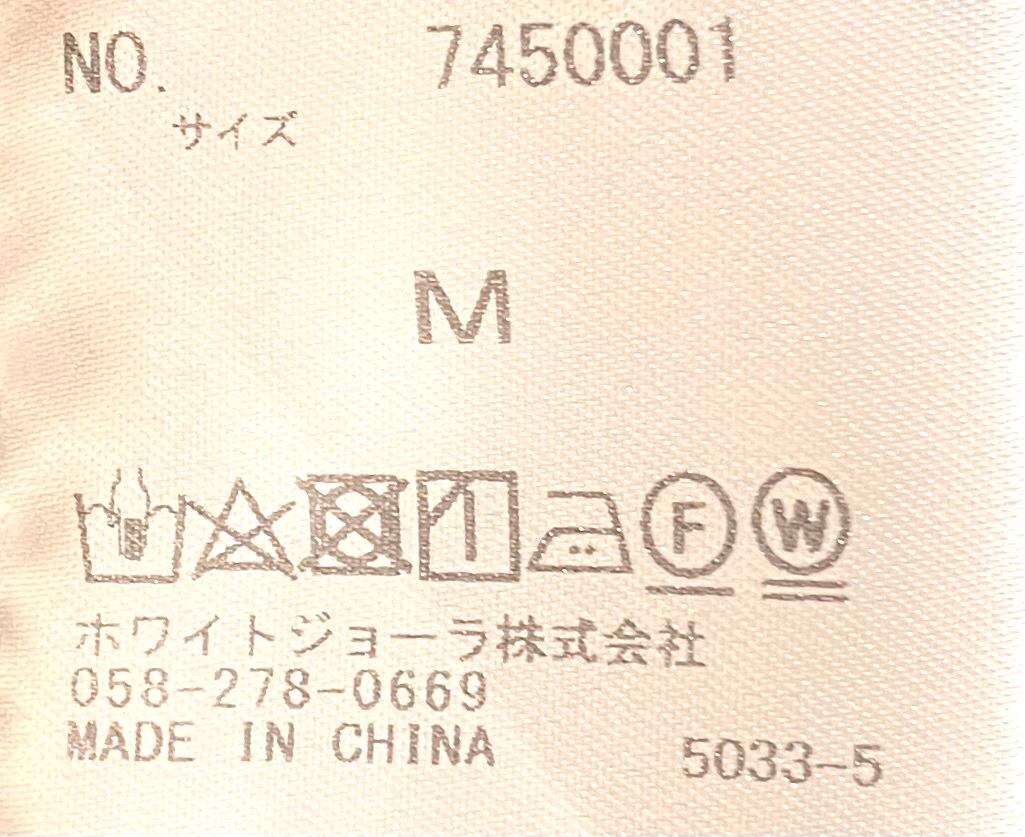 NO. 7450001
サイズ
M
F W
ホワイトジョーラ株式会社
058-278-0669
MADE IN CHINA 5033-5